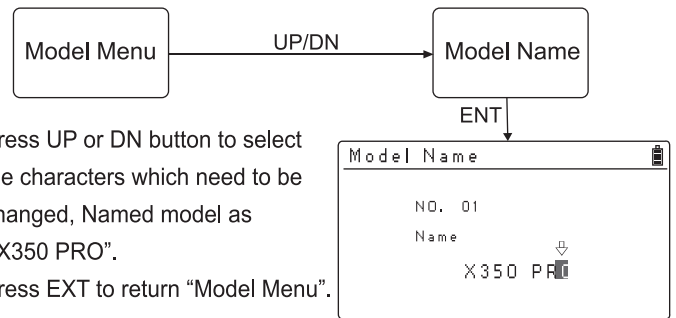 Model Menu
UP/DN
Model Name
ENT
ress UP or DN button to select
e characters which need to be
hanged, Named model as
X350 PRO”.
ress EXT to return “Model Menu”.
Model Name
NO. 01
Name
X350 PRO